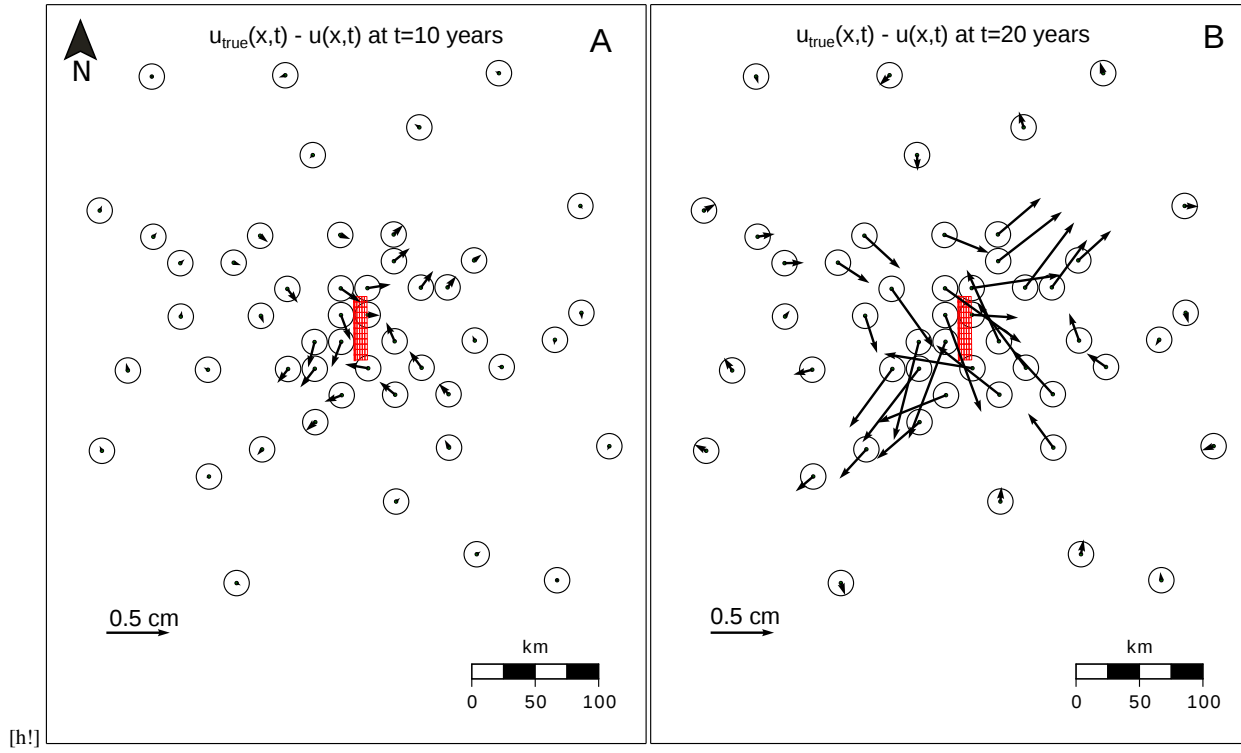 u_true(x,t) - u(x,t) at t=10 years
A
N
0.5 cm
km
0 50 100
u_true(x,t) - u(x,t) at t=20 years
B
0.5 cm
km
0 50 100
[h!]